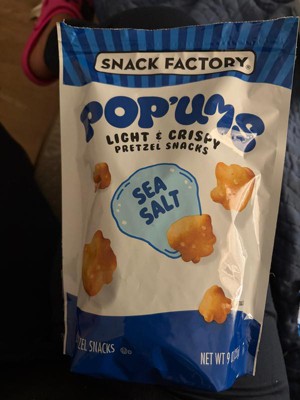 SNACK FACTORY®
POP'UMS
LIGHT & CRISPY
PRETZEL SNACKS
SEA
SALT
ZEL SNACKS
NET WT 9